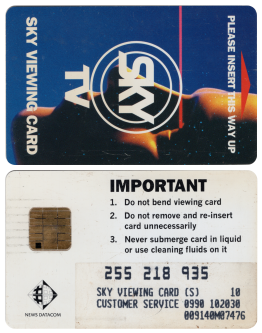 SKY VIEWING CARD
SKY
TV
PLEASE INSERT THIS WAY UP
IMPORTANT
1. Do not bend viewing card
2. Do not remove and re-insert
card unnecessarily
3. Never submerge card in liquid
or use cleaning fluids on it
255 218 935
SKY VIEWING CARD (S) 10
CUSTOMER SERVICE 0990 102030
009140M07476
NEWS DATACOM